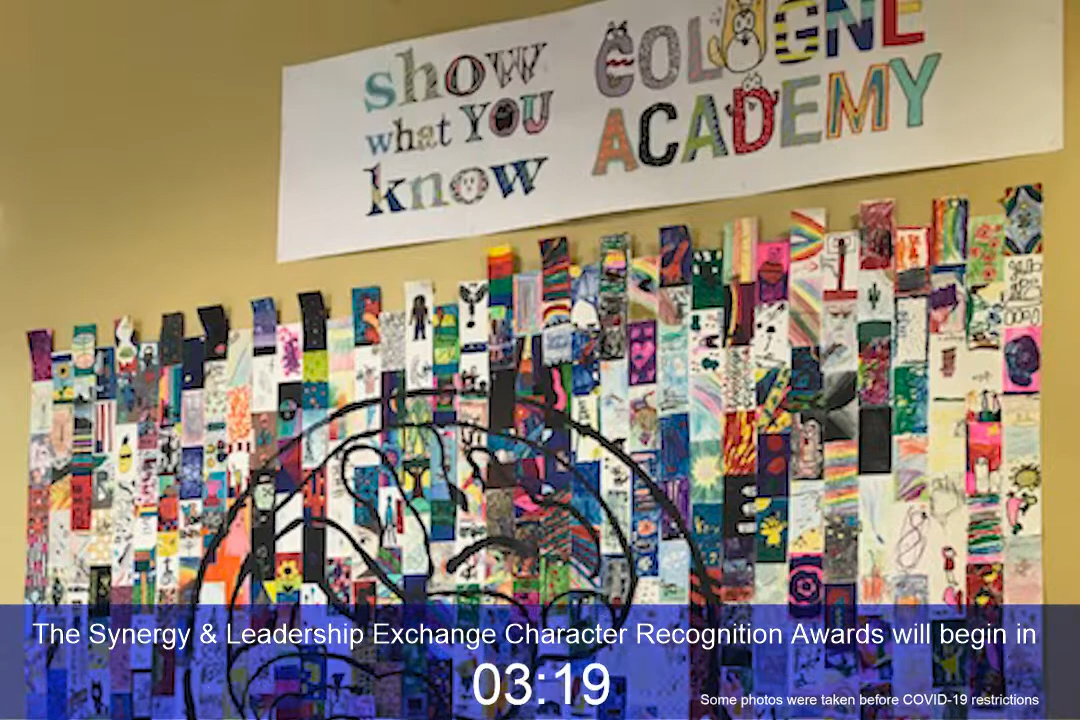 show
what YOU
know
COLOGNE
ACADEMY
The Synergy & Leadership Exchange Character Recognition Awards will begin in
03:19
Some photos were taken before COVID-19 restrictions